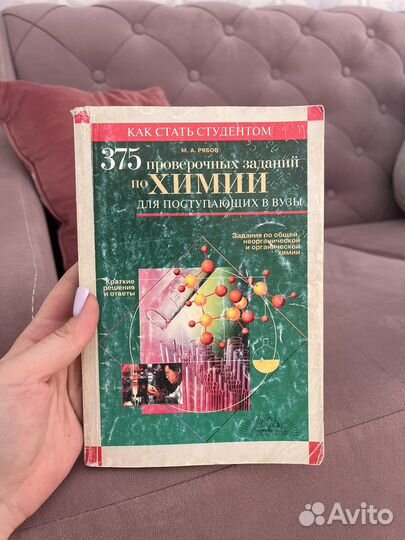 КАК СТАТЬ СТУДЕНТОМ
М. А. РЯБОВ
375 проверочных заданий
по ХИМИИ
ДЛЯ ПОСТУПАЮЩИХ В ВУЗЫ
Задания по общей,
неорганической
и органической
химии
Краткие
решения
и ответы
Avito